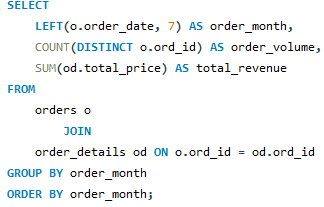 SELECT
    LEFT(o.order_date, 7) AS order_month,
    COUNT(DISTINCT o.ord_id) AS order_volume,
    SUM(od.total_price) AS total_revenue
FROM
    orders o
        JOIN
    order_details od ON o.ord_id = od.ord_id
GROUP BY order_month
ORDER BY order_month;